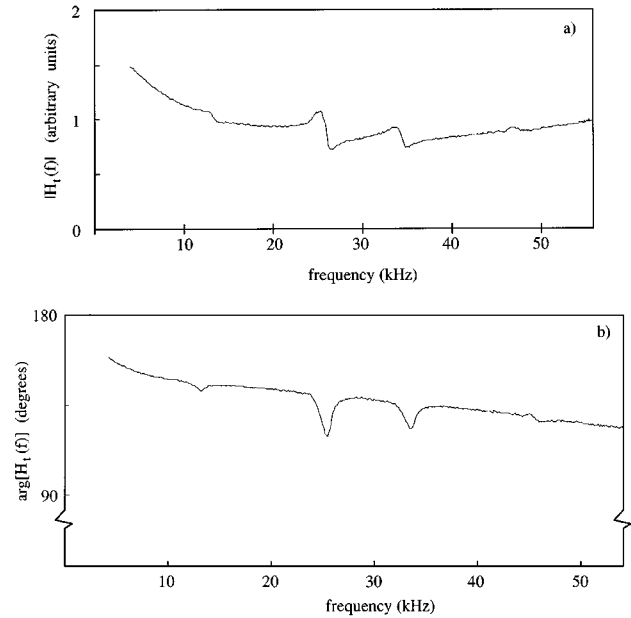 2
a)
|H_t(f)| (arbitrary units)
1
0
10 20 30 40 50
frequency (kHz)
180
b)
arg[H_t(f)] (degrees)
90
10 20 30 40 50
frequency (kHz)